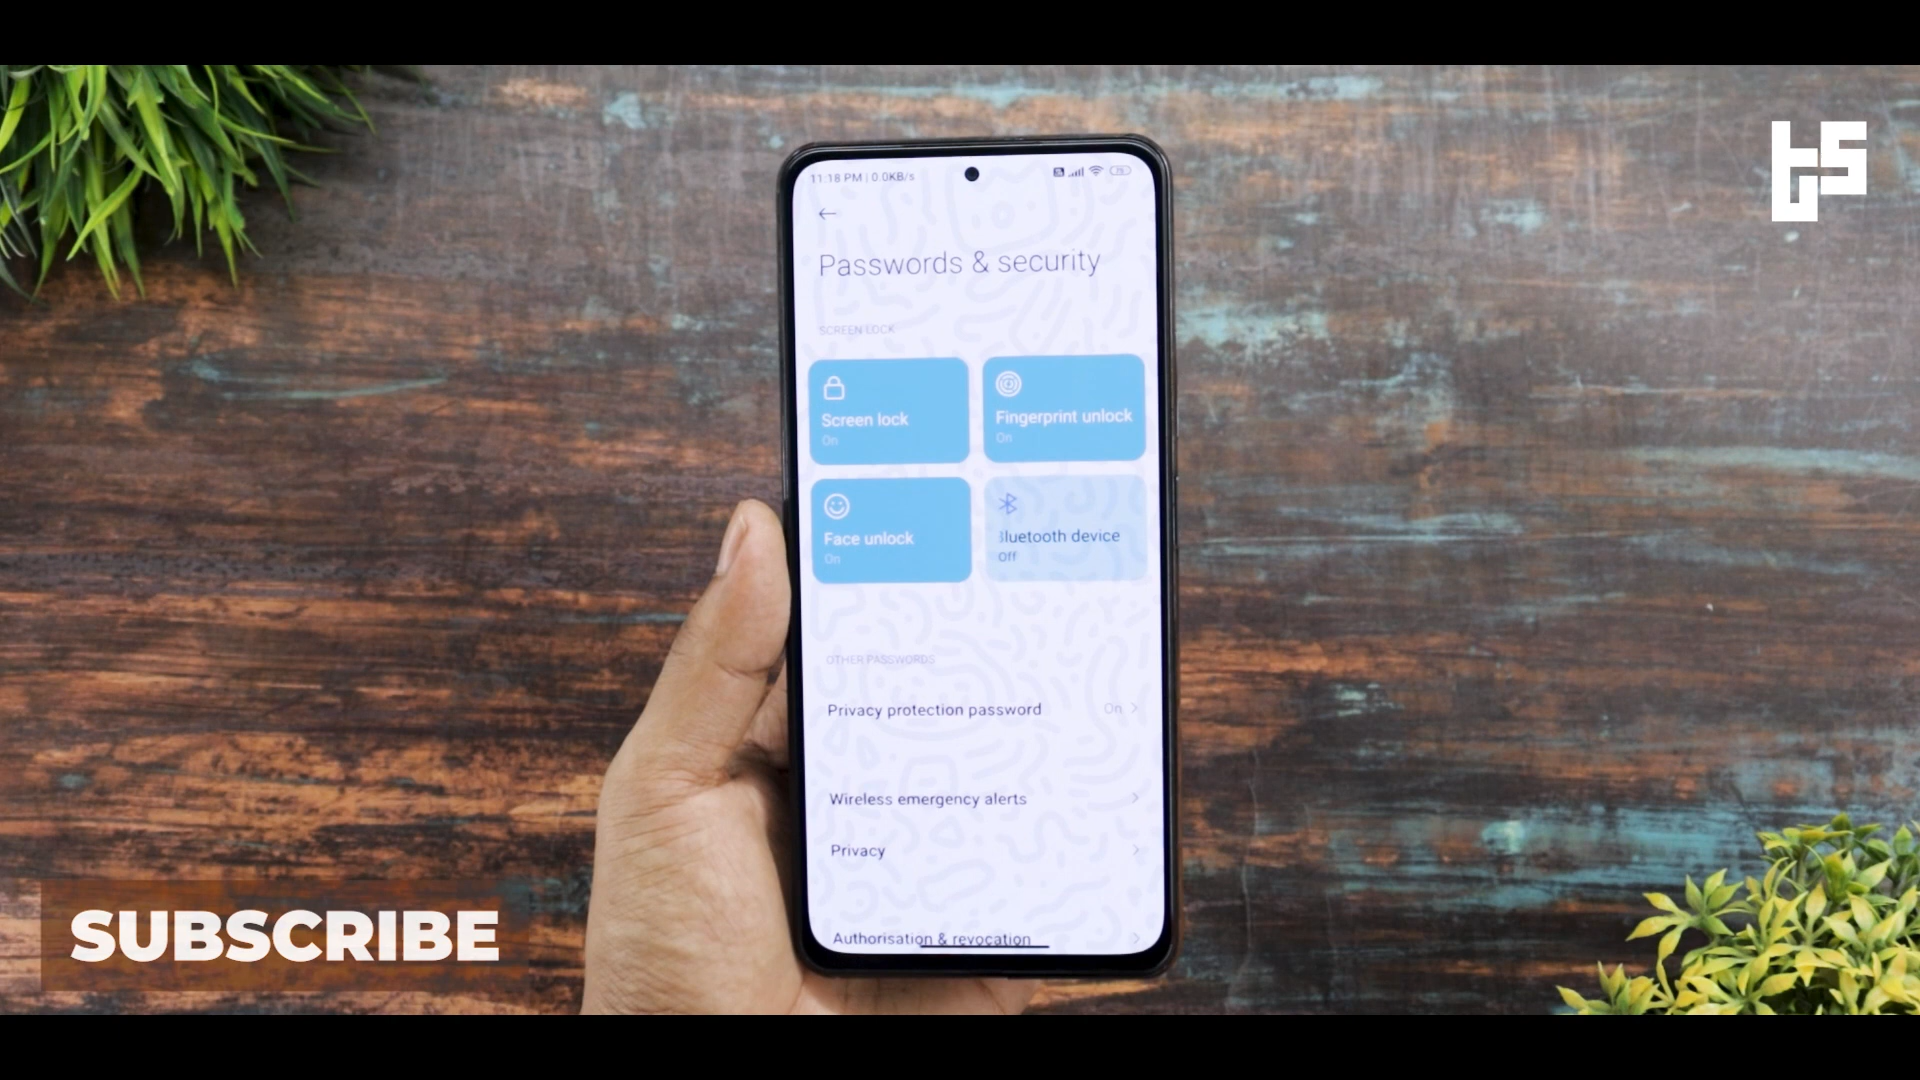 11:18 PM | 0.0KB/s
Passwords & security
SCREEN LOCK
Screen lock
On
Fingerprint unlock
On
Face unlock
On
Bluetooth device
Off
OTHER PASSWORDS
Privacy protection password On
Wireless emergency alerts
Privacy
Authorisation & revocation
SUBSCRIBE